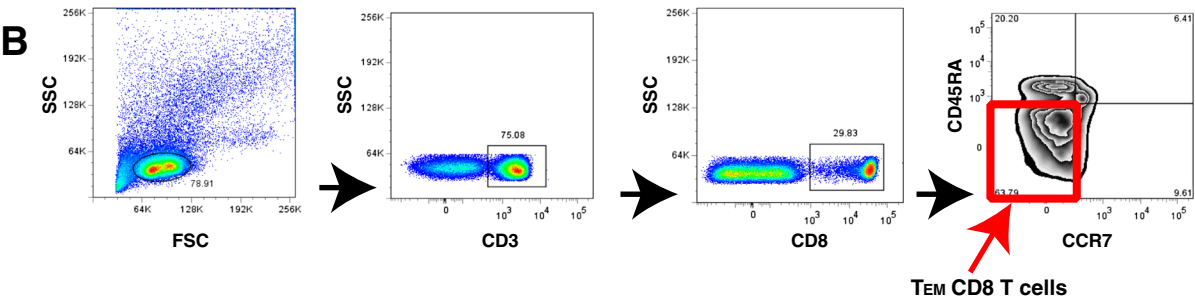 B
256K
192K
128K
64K
SSC
78.91
64K 128K 192K 256K
FSC
256K
192K
128K
64K
SSC
75.08
0 10³ 10⁴ 10⁵
CD3
256K
192K
128K
64K
SSC
29.83
0 10³ 10⁴ 10⁵
CD8
20.20 6.41
10⁵
10⁴
10³
0
CD45RA
63.79 9.61
0 10³ 10⁴ 10⁵
CCR7
TEM CD8 T cells